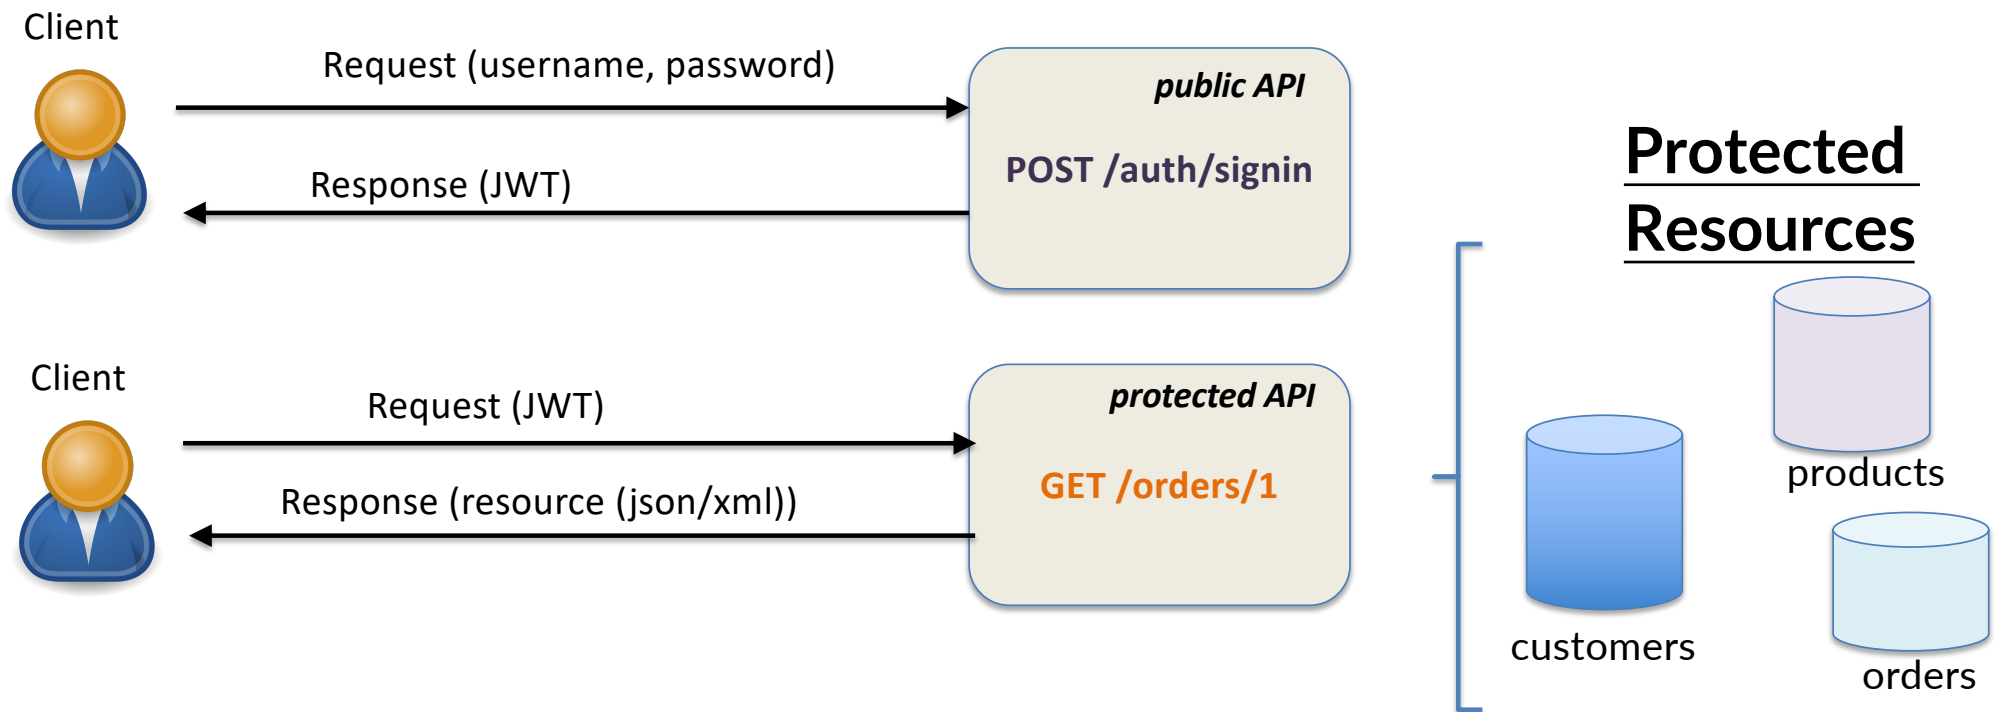 Client
Request (username, password)
Response (JWT)
public API
POST /auth/signin
Client
Request (JWT)
Response (resource (json/xml))
protected API
GET /orders/1
Protected
Resources
products
customers
orders